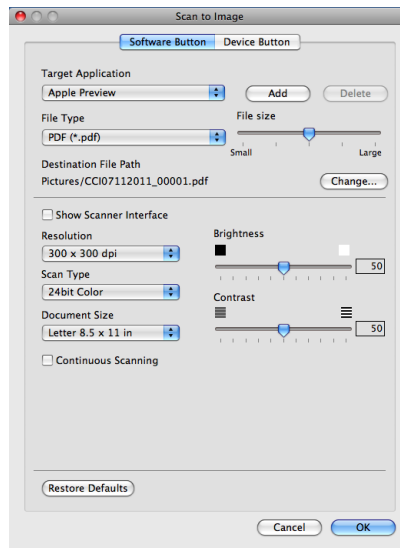 Scan to Image
Software Button Device Button
Target Application
Apple Preview Add Delete
File Type File size
PDF (*.pdf)
Small Large
Destination File Path
Pictures/CCI07112011_00001.pdf Change...
Show Scanner Interface
Resolution Brightness
300 x 300 dpi
50
Scan Type
24bit Color
Contrast
Document Size
Letter 8.5 x 11 in 50
Continuous Scanning
Restore Defaults
Cancel OK